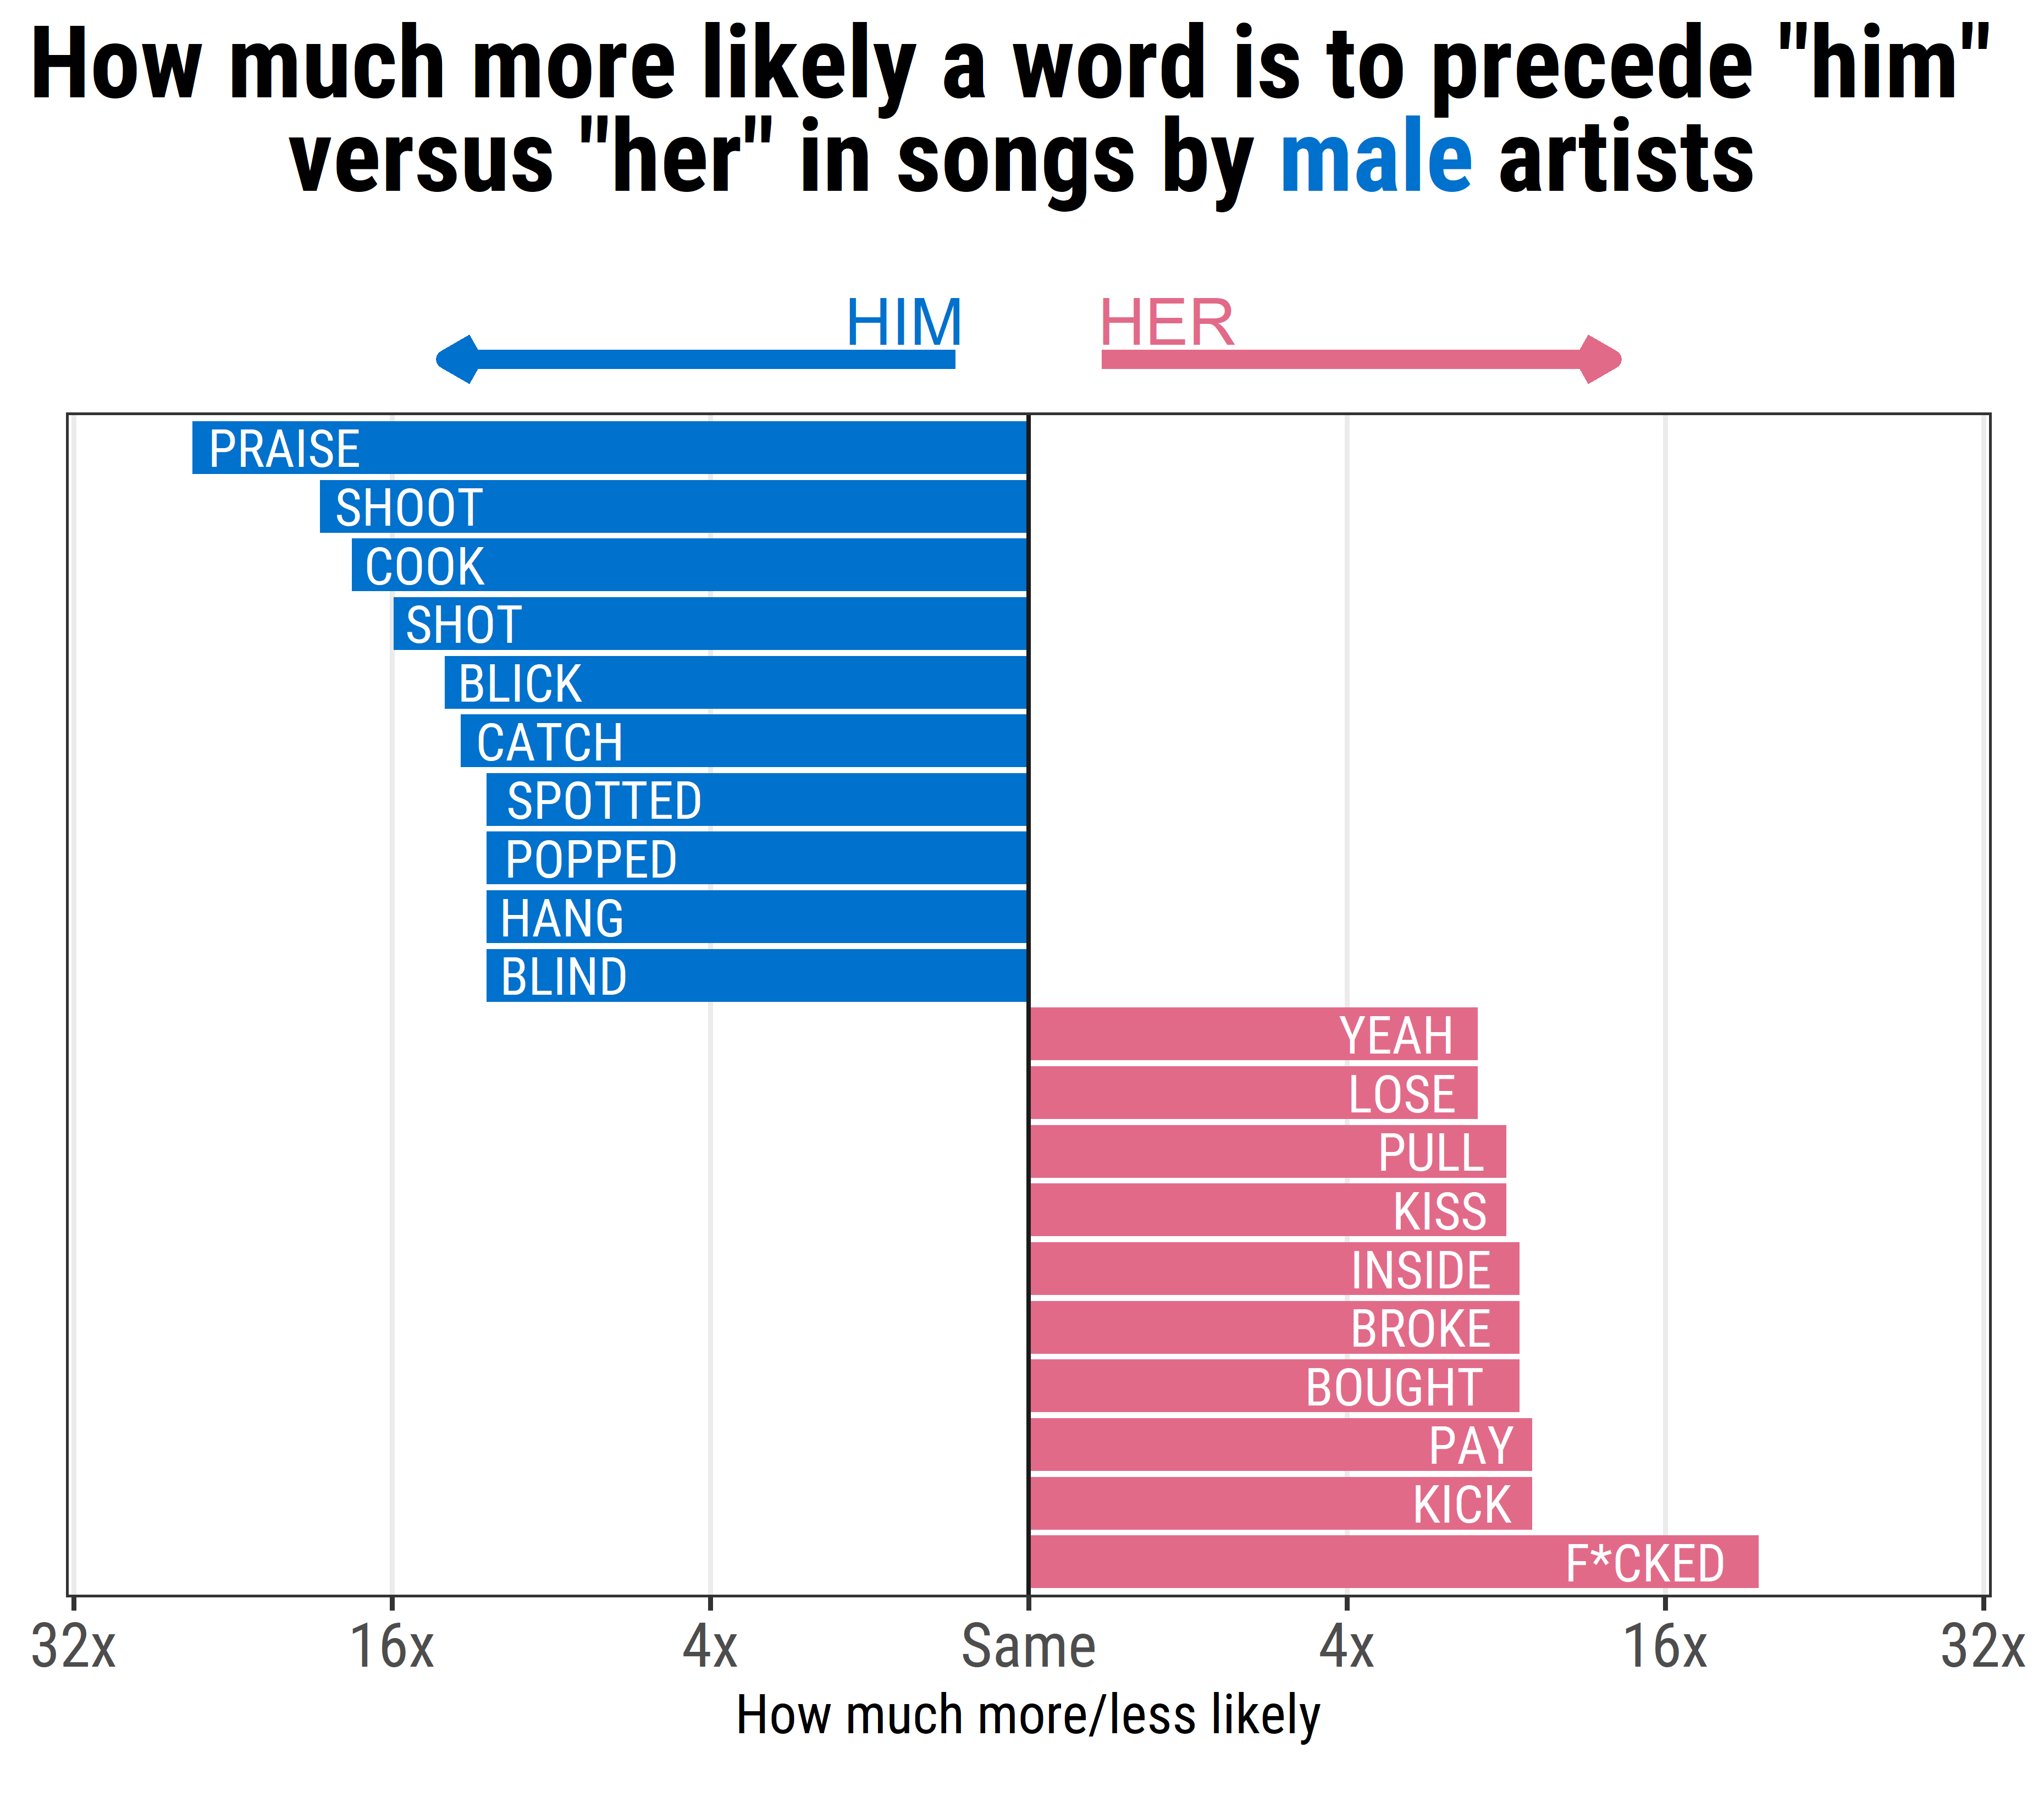 How much more likely a word is to precede "him"
versus "her" in songs by male artists
HIM
HER
PRAISE
SHOOT
COOK
SHOT
BLICK
CATCH
SPOTTED
POPPED
HANG
BLIND
YEAH
LOSE
PULL
KISS
INSIDE
BROKE
BOUGHT
PAY
KICK
F*CKED
32x 16x 4x Same 4x 16x 32x
How much more/less likely